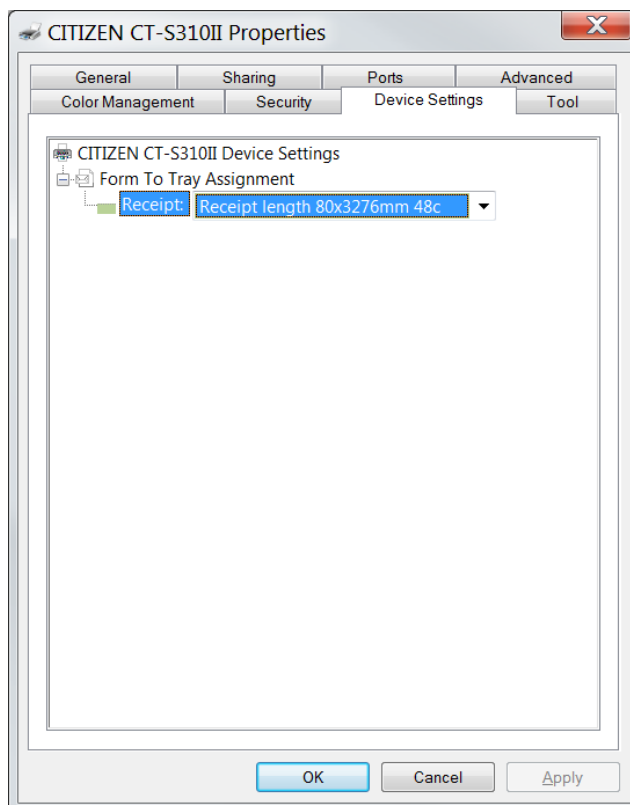 CITIZEN CT-S310II Properties
General Sharing Ports Advanced
Color Management Security Device Settings Tool
CITIZEN CT-S310II Device Settings
Form To Tray Assignment
Receipt: Receipt length 80x3276mm 48c
OK Cancel Apply